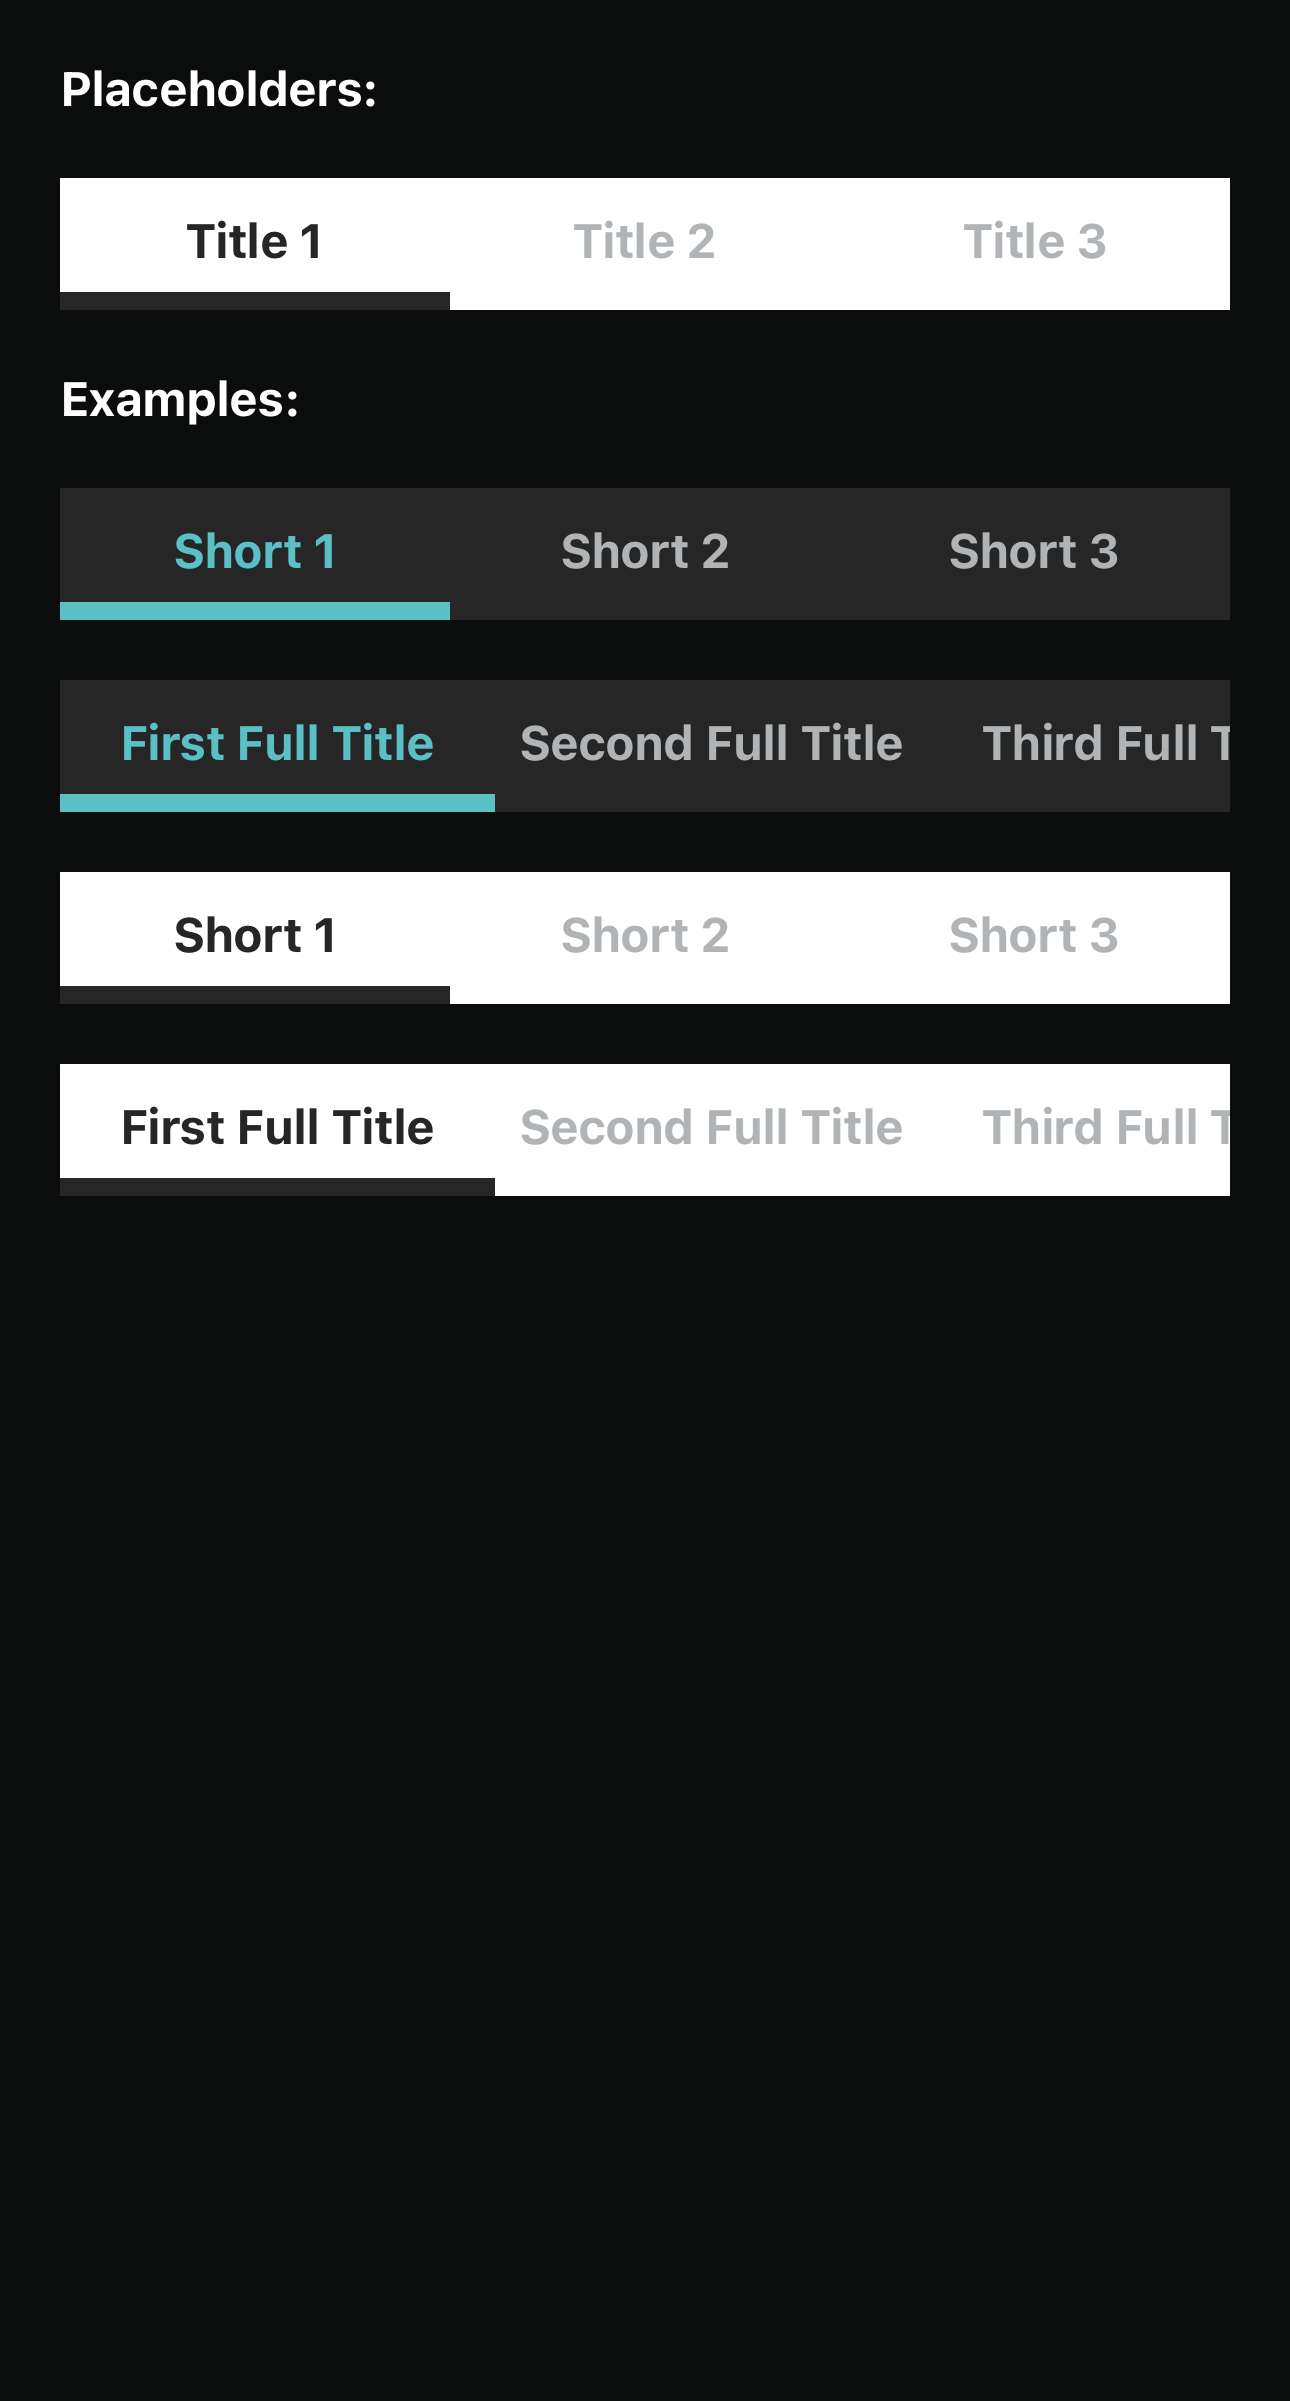 Placeholders:
Title 1 Title 2 Title 3
Examples:
Short 1 Short 2 Short 3
First Full Title Second Full Title Third Full T
Short 1 Short 2 Short 3
First Full Title Second Full Title Third Full T